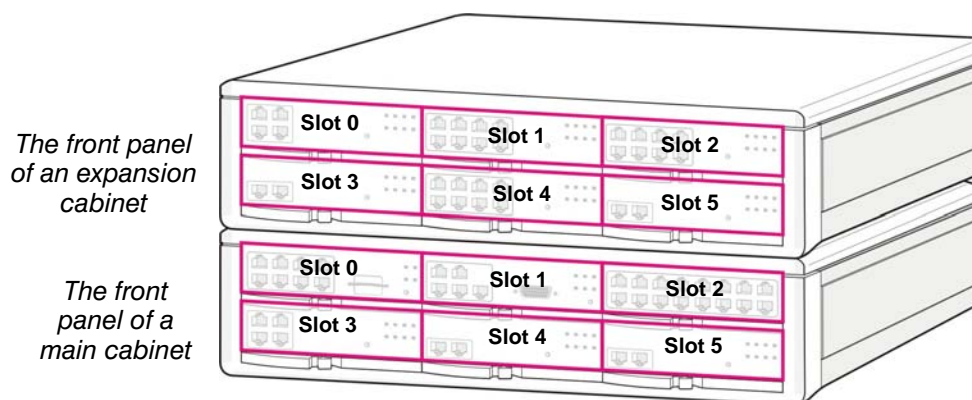 The front panel
of an expansion
cabinet
Slot 0
Slot 1
Slot 2
Slot 3
Slot 4
Slot 5
The front
panel of a
main cabinet
Slot 0
Slot 1
Slot 2
Slot 3
Slot 4
Slot 5